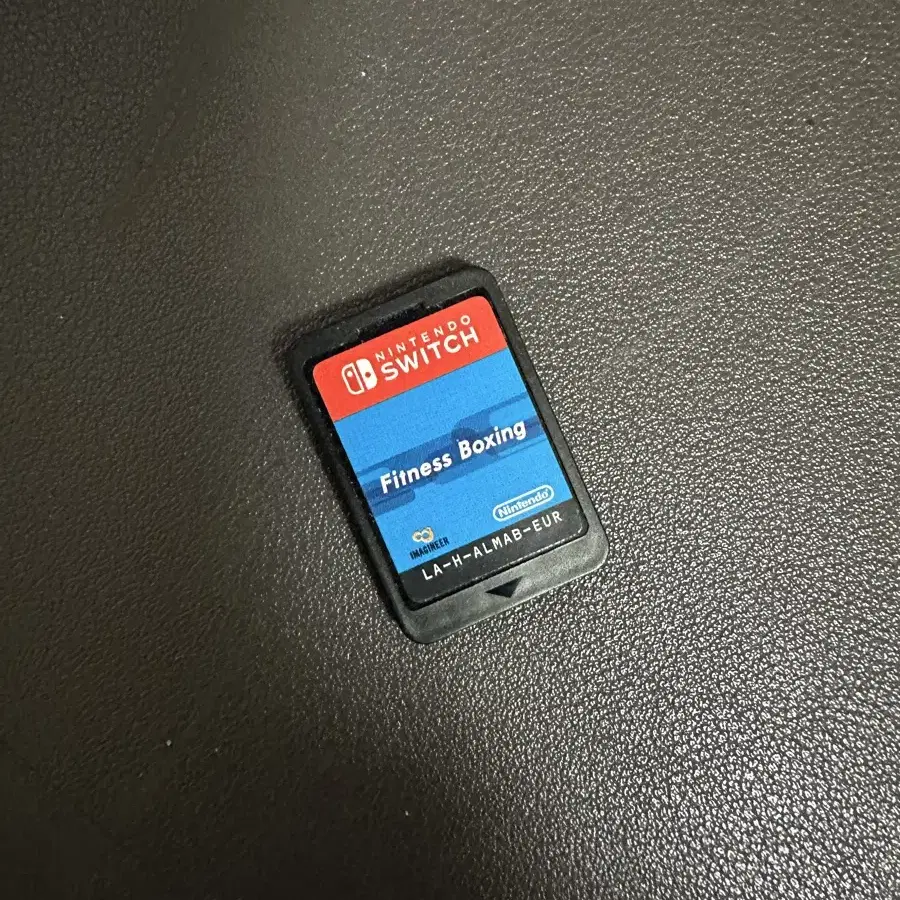 NINTENDO
SWITCH
Fitness Boxing
Nintendo
IMAGINEER
LA-H-ALMAB-EUR